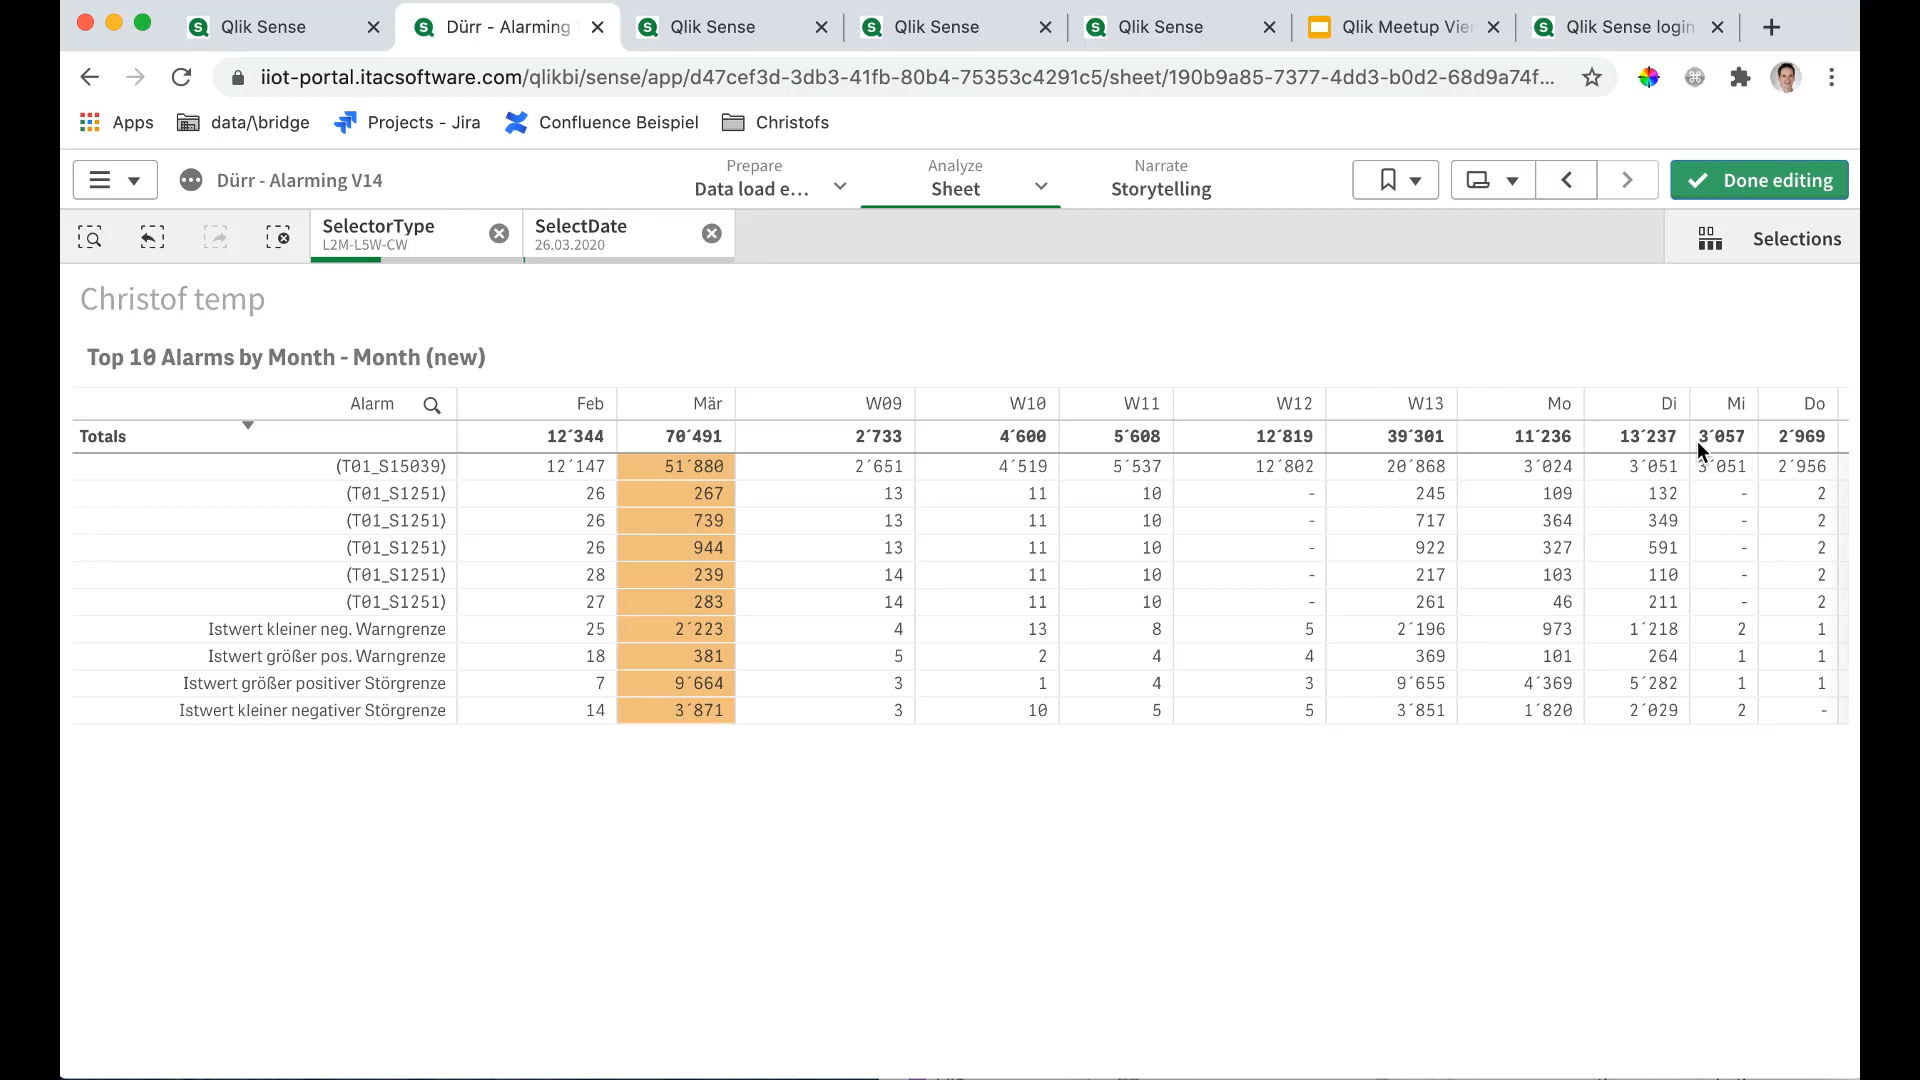 Qlik Sense
Dürr - Alarming
Qlik Sense
Qlik Sense
Qlik Sense
Qlik Meetup Vier
Qlik Sense login
iiot-portal.itacsoftware.com/qlikbi/sense/app/d47cef3d-3db3-41fb-80b4-75353c4291c5/sheet/190b9a85-7377-4dd3-b0d2-68d9a74f...
Apps data/\bridge Projects - Jira Confluence Beispiel Christofs
Dürr - Alarming V14
Prepare
Data load e...
Analyze
Sheet
Narrate
Storytelling
Done editing
SelectorType
L2M-L5W-CW
SelectDate
26.03.2020
Selections
Christof temp
Top 10 Alarms by Month - Month (new)
Alarm Feb Mär W09 W10 W11 W12 W13 Mo Di Mi Do
Totals 12´344 70´491 2´733 4´600 5´608 12´819 39´301 11´236 13´237 3´057 2´969
(T01_S15039) 12´147 51´880 2´651 4´519 5´537 12´802 20´868 3´024 3´051 3´051 2´956
(T01_S1251) 26 267 13 11 10 - 245 109 132 - 2
(T01_S1251) 26 739 13 11 10 - 717 364 349 - 2
(T01_S1251) 26 944 13 11 10 - 922 327 591 - 2
(T01_S1251) 28 239 14 11 10 - 217 103 110 - 2
(T01_S1251) 27 283 14 11 10 - 261 46 211 - 2
Istwert kleiner neg. Warngrenze 25 2´223 4 13 8 5 2´196 973 1´218 2 1
Istwert größer pos. Warngrenze 18 381 5 2 4 4 369 101 264 1 1
Istwert größer positiver Störgrenze 7 9´664 3 1 4 3 9´655 4´369 5´282 1 1
Istwert kleiner negativer Störgrenze 14 3´871 3 10 5 5 3´851 1´820 2´029 2 -